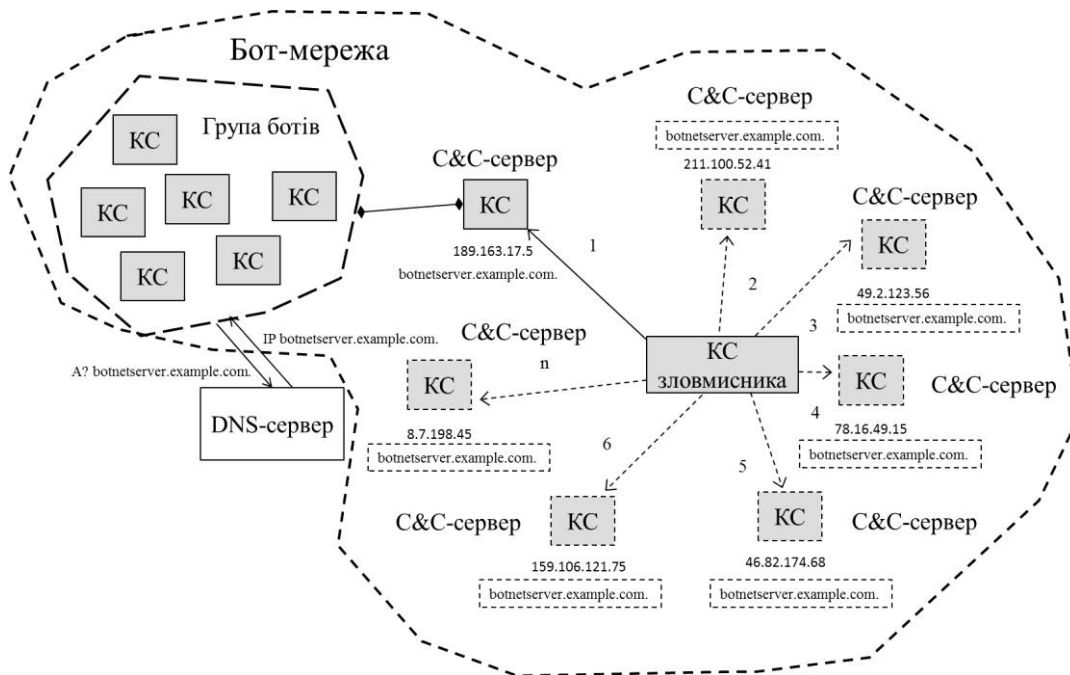 Бот-мережа
Група ботів
КС
КС
КС
КС
КС
КС
C&C-сервер
КС
189.163.17.5
botnetserver.example.com.
1
C&C-сервер
botnetserver.example.com.
211.100.52.41
КС
2
C&C-сервер
КС
49.2.123.56
botnetserver.example.com.
3
КС
зловмисника
КС
C&C-сервер
4
78.16.49.15
botnetserver.example.com.
5
КС
C&C-сервер
46.82.174.68
botnetserver.example.com.
6
C&C-сервер
КС
159.106.121.75
botnetserver.example.com.
C&C-сервер
n
КС
8.7.198.45
botnetserver.example.com.
IP botnetserver.example.com.
A? botnetserver.example.com.
DNS-сервер